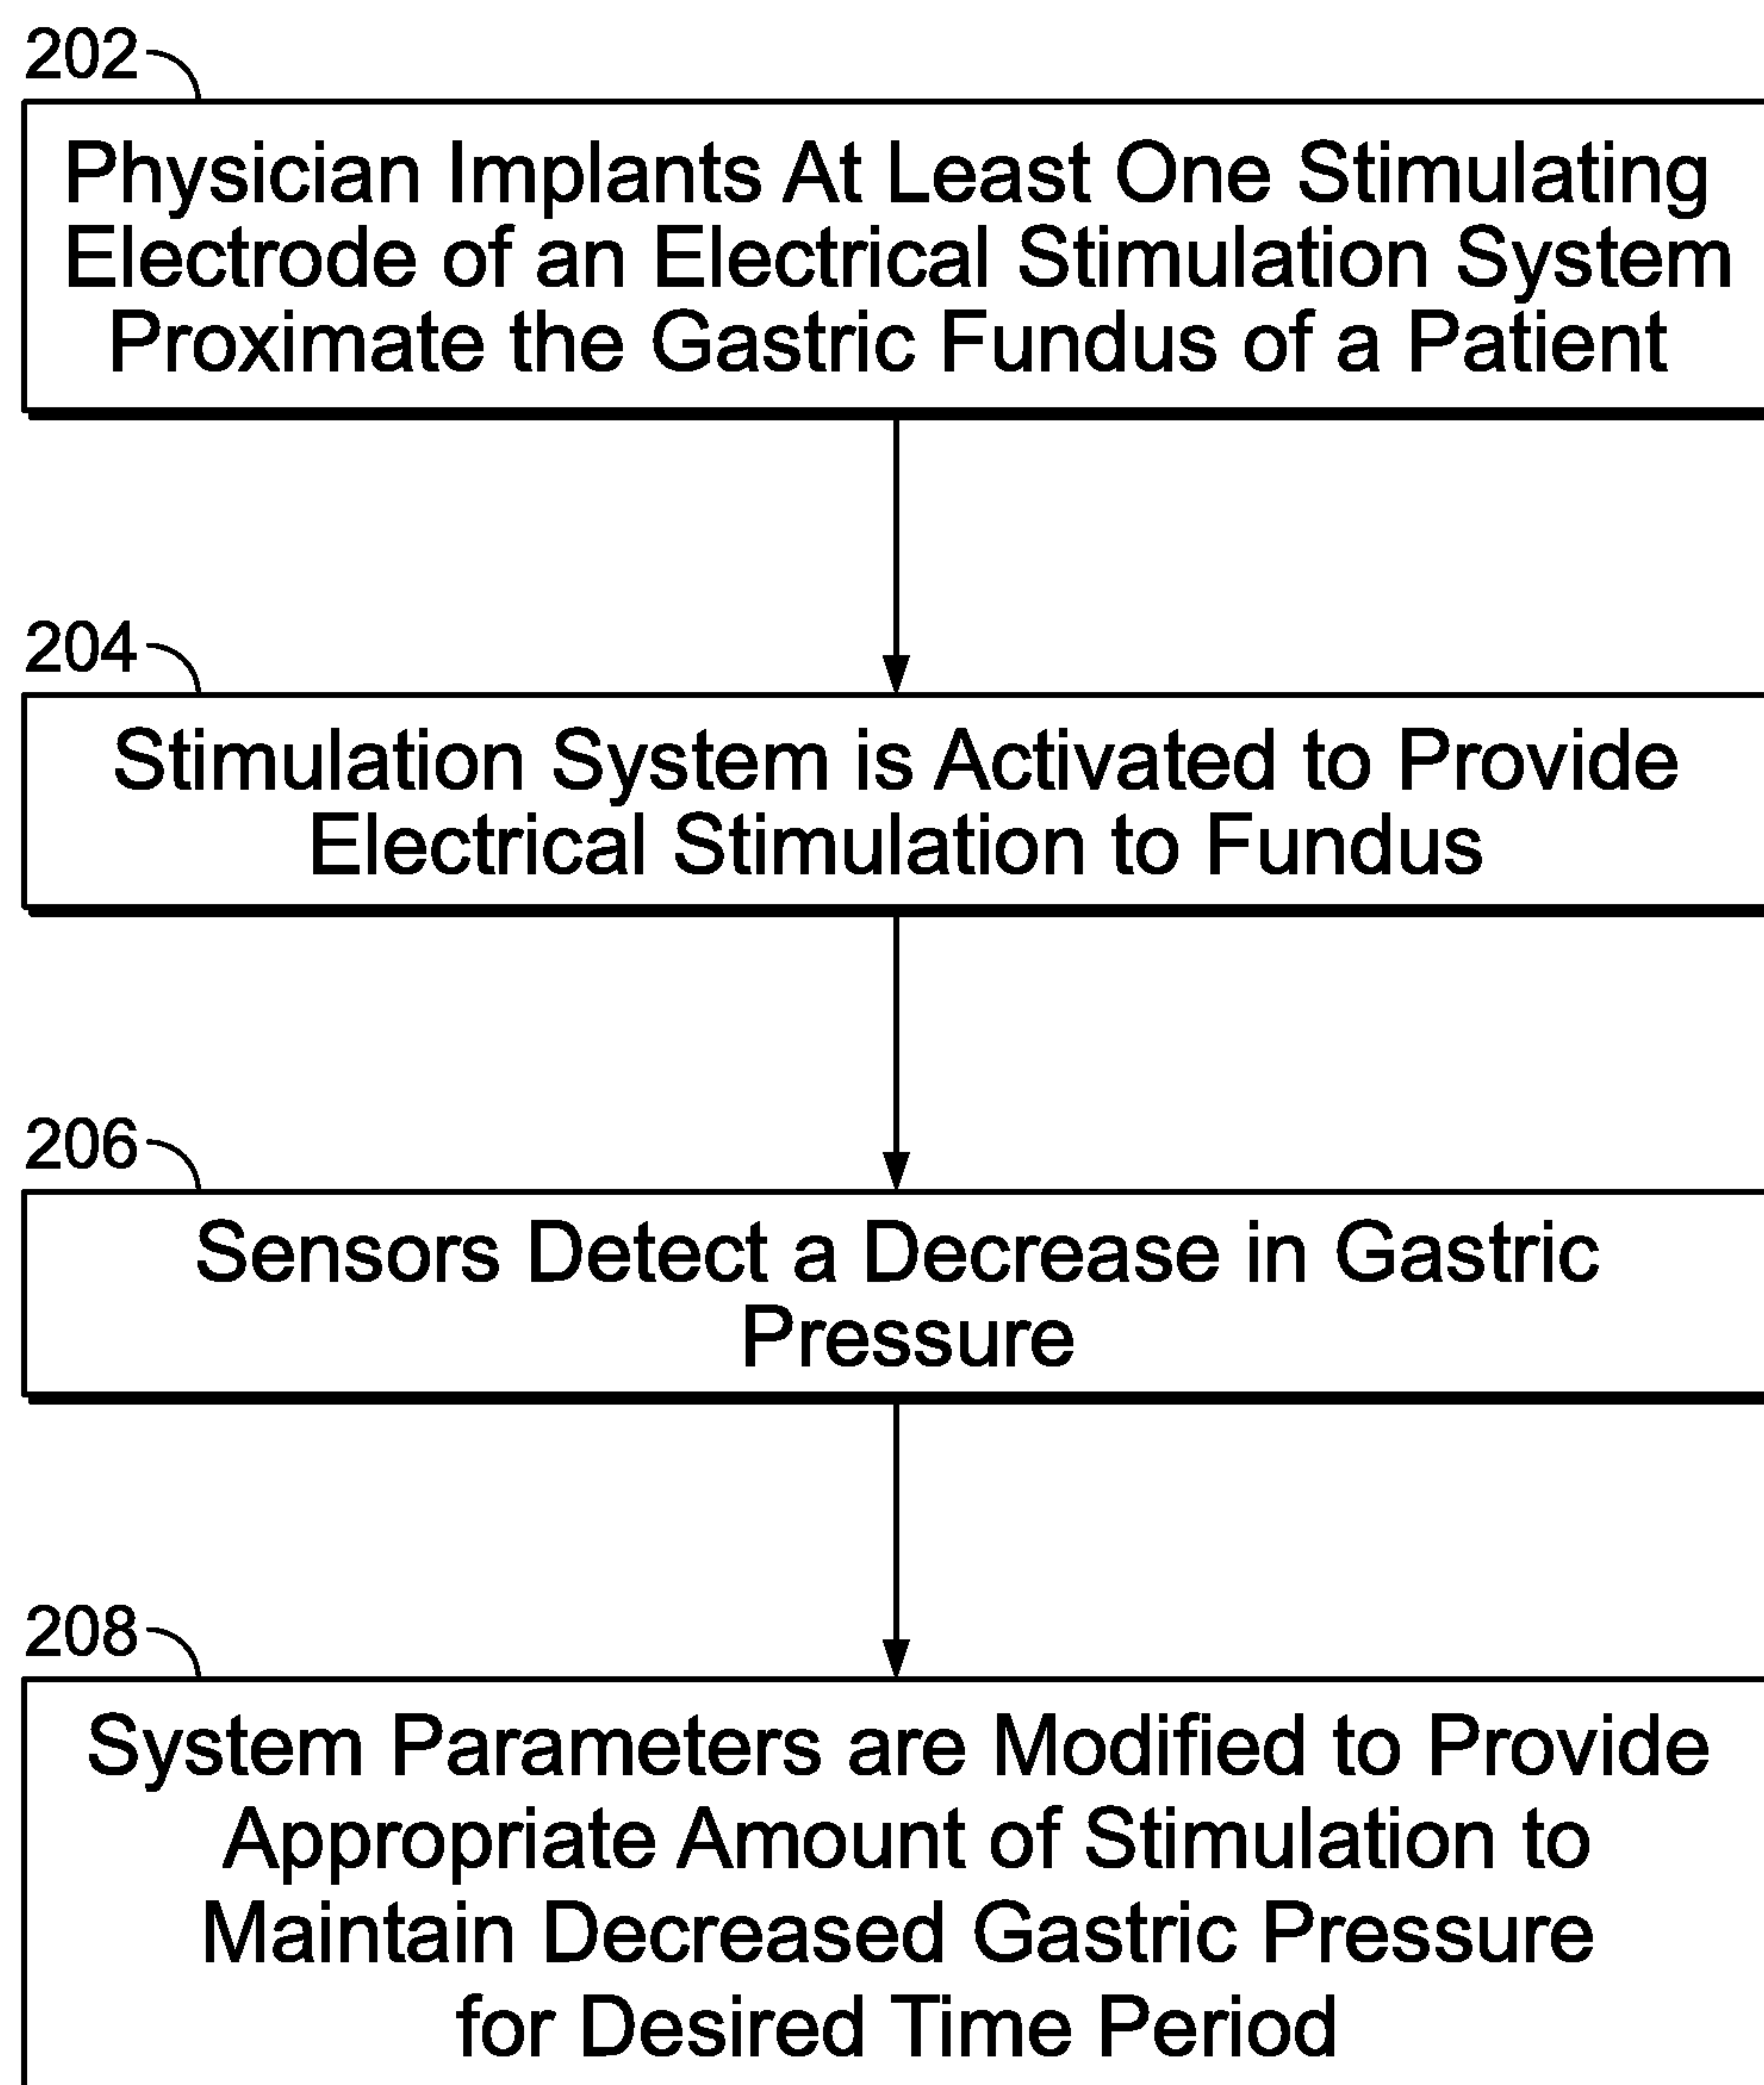 202
Physician Implants At Least One Stimulating
Electrode of an Electrical Stimulation System
Proximate the Gastric Fundus of a Patient
204
Stimulation System is Activated to Provide
Electrical Stimulation to Fundus
206
Sensors Detect a Decrease in Gastric
Pressure
208
System Parameters are Modified to Provide
Appropriate Amount of Stimulation to
Maintain Decreased Gastric Pressure
for Desired Time Period